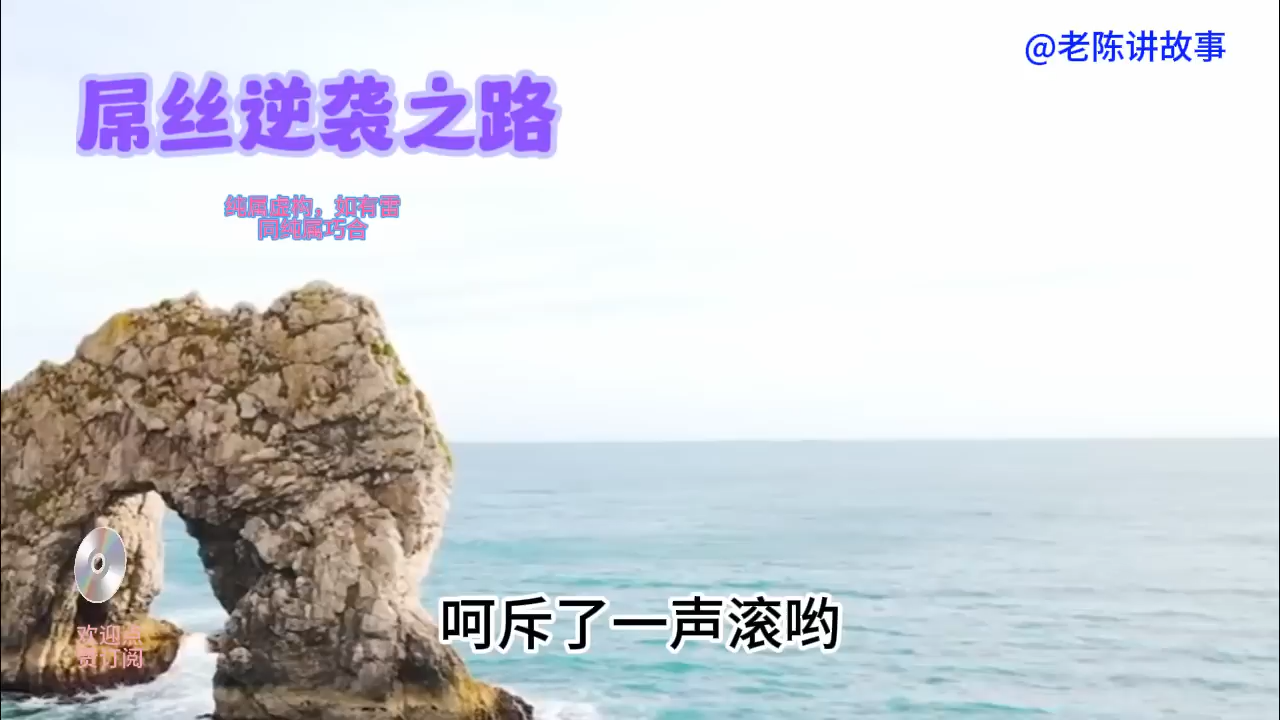 @老陈讲故事
屌丝逆袭之路
纯属虚构，如有雷
同纯属巧合
欢迎点
赞订阅
呵斥了一声滚哟